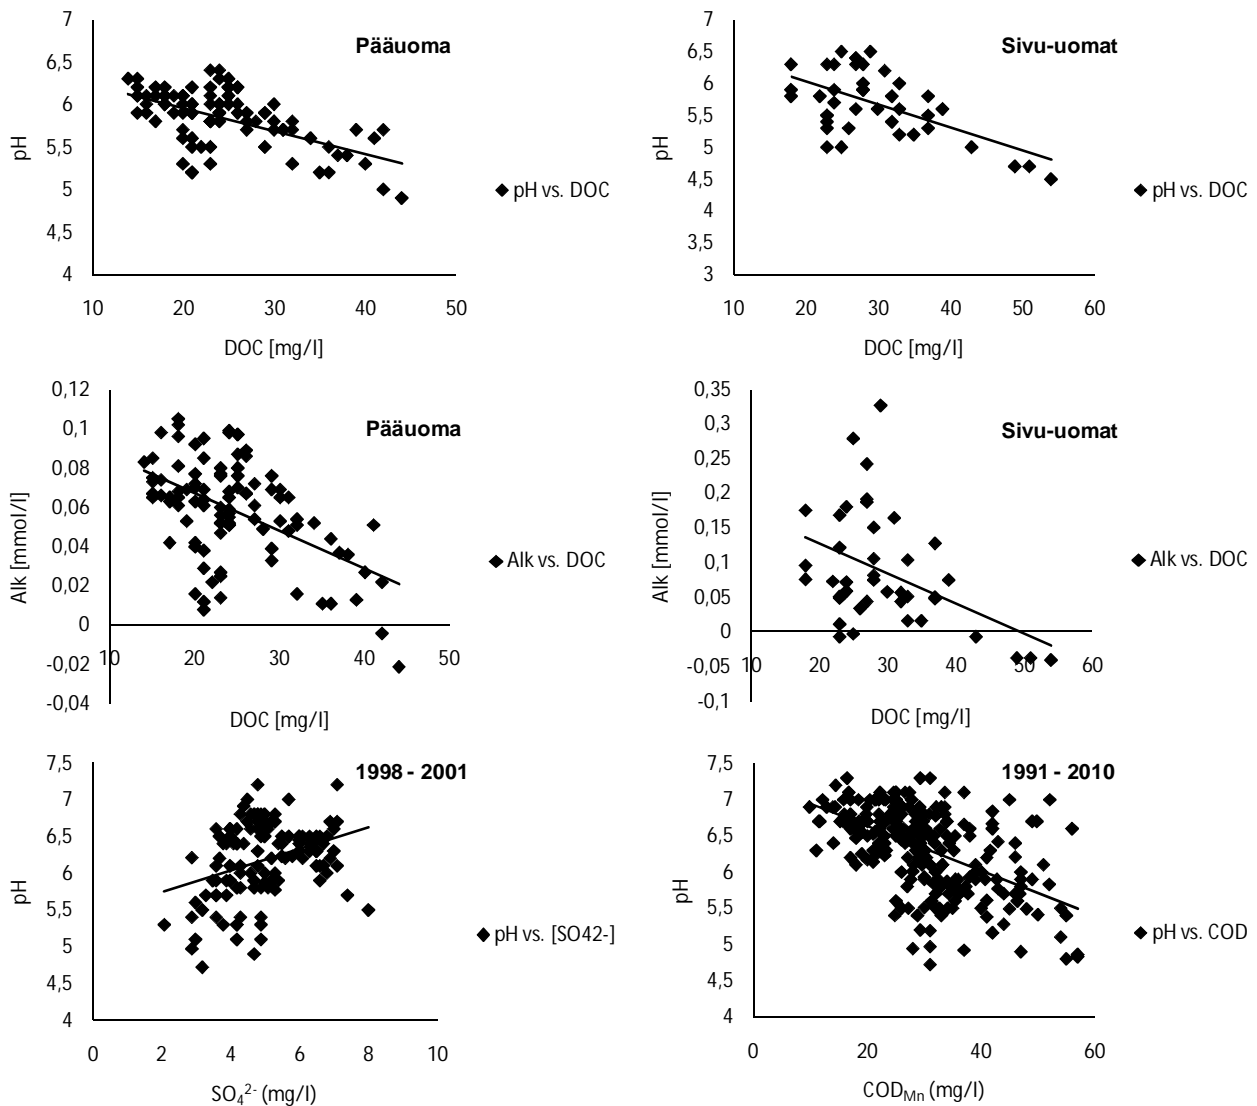 7
6,5
6
5,5
5
4,5
4
pH
Pääuoma
pH vs. DOC
10 20 30 40 50
DOC [mg/l]
7
6,5
6
5,5
5
4,5
4
3,5
3
pH
Sivu-uomat
pH vs. DOC
10 20 30 40 50 60
DOC [mg/l]
0,12
0,1
0,08
0,06
0,04
0,02
0
-0,02
-0,04
Alk [mmol/l]
Pääuoma
Alk vs. DOC
10 20 30 40 50
DOC [mg/l]
0,35
0,3
0,25
0,2
0,15
0,1
0,05
0
-0,05
-0,1
Alk [mmol/l]
Sivu-uomat
Alk vs. DOC
10 20 30 40 50 60
DOC [mg/l]
7,5
7
6,5
6
5,5
5
4,5
4
pH
1998 - 2001
pH vs. [SO42-]
0 2 4 6 8 10
SO₄²⁻ (mg/l)
7,5
7
6,5
6
5,5
5
4,5
4
pH
1991 - 2010
pH vs. COD
0 20 40 60
CODMn (mg/l)